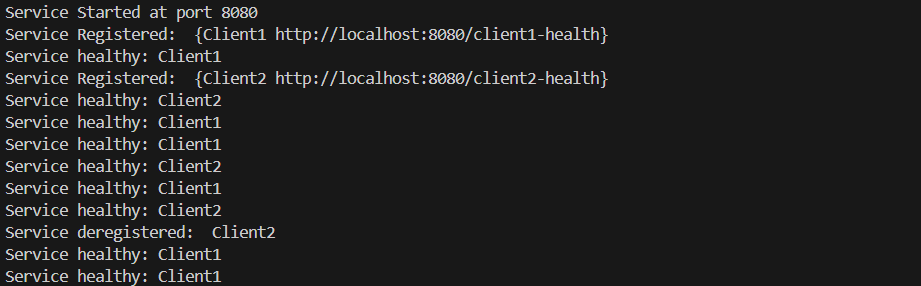 Service Started at port 8080
Service Registered:  {Client1 http://localhost:8080/client1-health}
Service healthy: Client1
Service Registered:  {Client2 http://localhost:8080/client2-health}
Service healthy: Client2
Service healthy: Client1
Service healthy: Client1
Service healthy: Client2
Service healthy: Client1
Service healthy: Client2
Service deregistered:  Client2
Service healthy: Client1
Service healthy: Client1